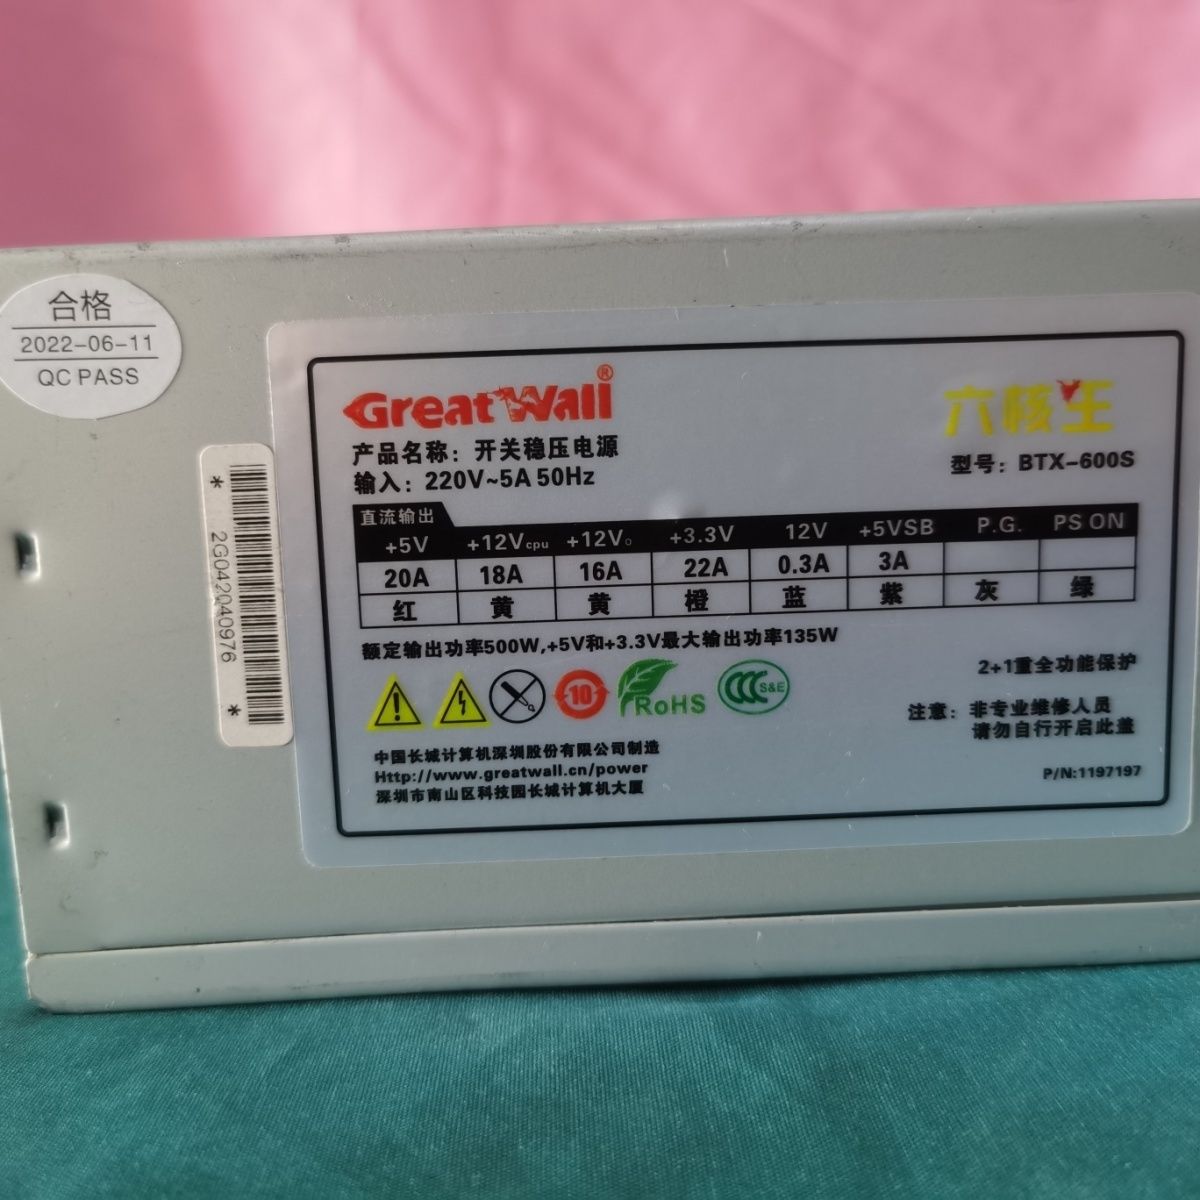 合格
2022-06-11
QC PASS
* 2G042040976 *
GreatWall®
六核王
产品名称：开关稳压电源
型号：BTX-600S
输入：220V~5A 50Hz
直流输出
+5V +12Vcpu +12V○ +3.3V 12V +5VSB P.G. PS ON
20A 18A 16A 22A 0.3A 3A
红 黄 黄 橙 蓝 紫 灰 绿
额定输出功率500W,+5V和+3.3V最大输出功率135W
2+1重全功能保护
10
RoHS
CCC S&E
注意：非专业维修人员
请勿自行开启此盖
中国长城计算机深圳股份有限公司制造
Http://www.greatwall.cn/power
深圳市南山区科技园长城计算机大厦
P/N:1197197